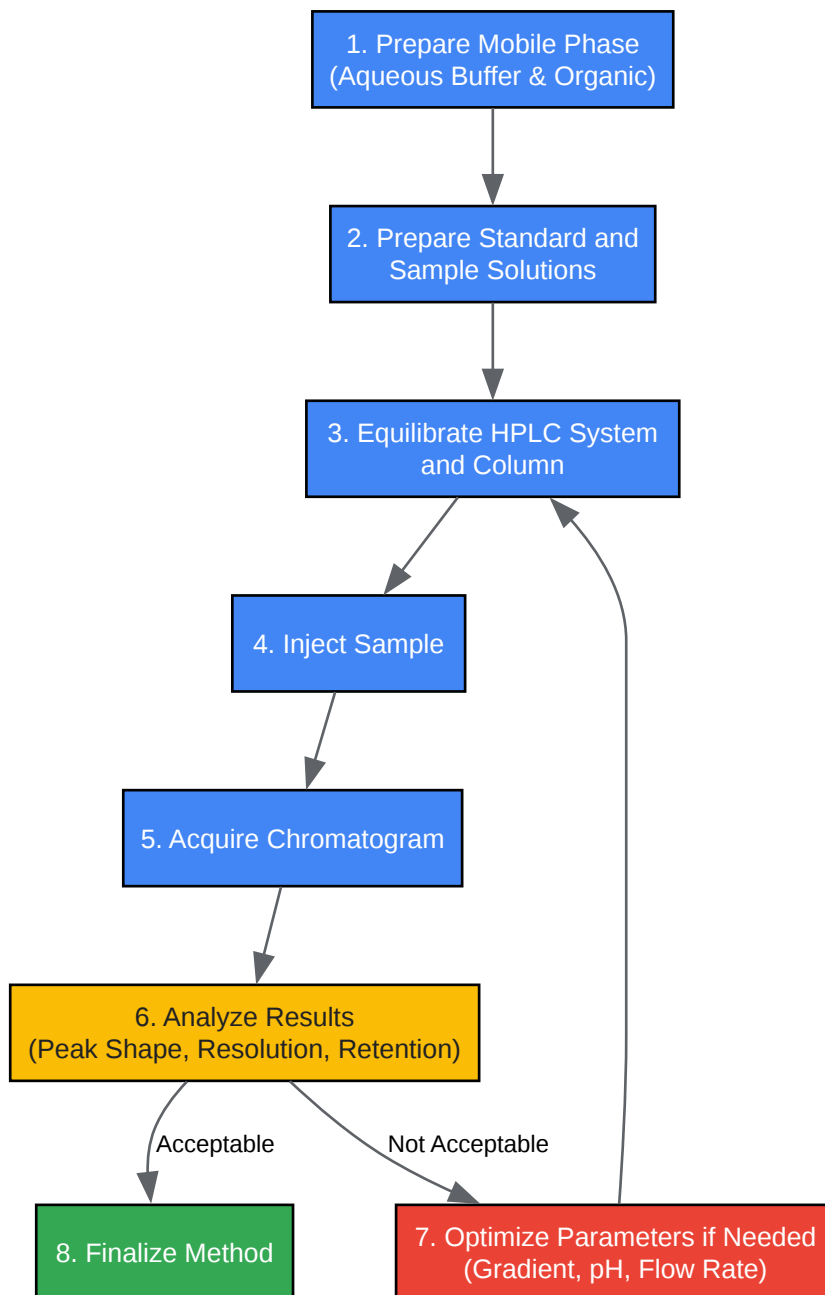 1. Prepare Mobile Phase
(Aqueous Buffer & Organic)
2. Prepare Standard and
Sample Solutions
3. Equilibrate HPLC System
and Column
4. Inject Sample
5. Acquire Chromatogram
6. Analyze Results
(Peak Shape, Resolution, Retention)
Acceptable
Not Acceptable
8. Finalize Method
7. Optimize Parameters if Needed
(Gradient, pH, Flow Rate)